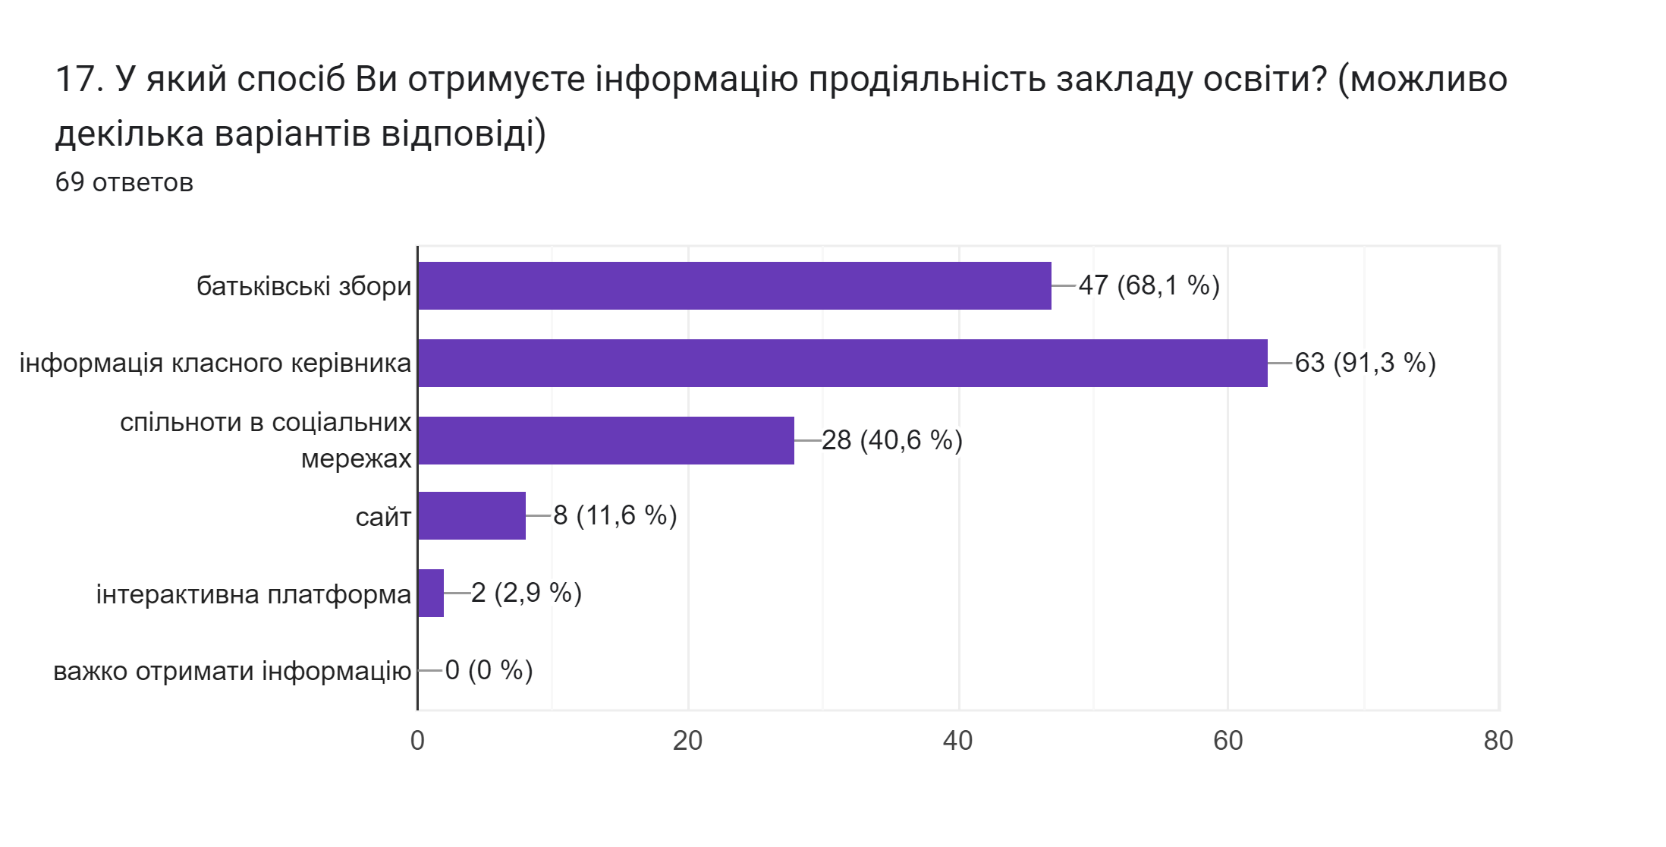 17. У який спосіб Ви отримуєте інформацію продіяльність закладу освіти? (можливо
декілька варіантів відповіді)
69 ответов
батьківські збори
47 (68,1 %)
інформація класного керівника
63 (91,3 %)
спільноти в соціальних
мережах
28 (40,6 %)
сайт
8 (11,6 %)
інтерактивна платформа
2 (2,9 %)
важко отримати інформацію
0 (0 %)
0 20 40 60 80